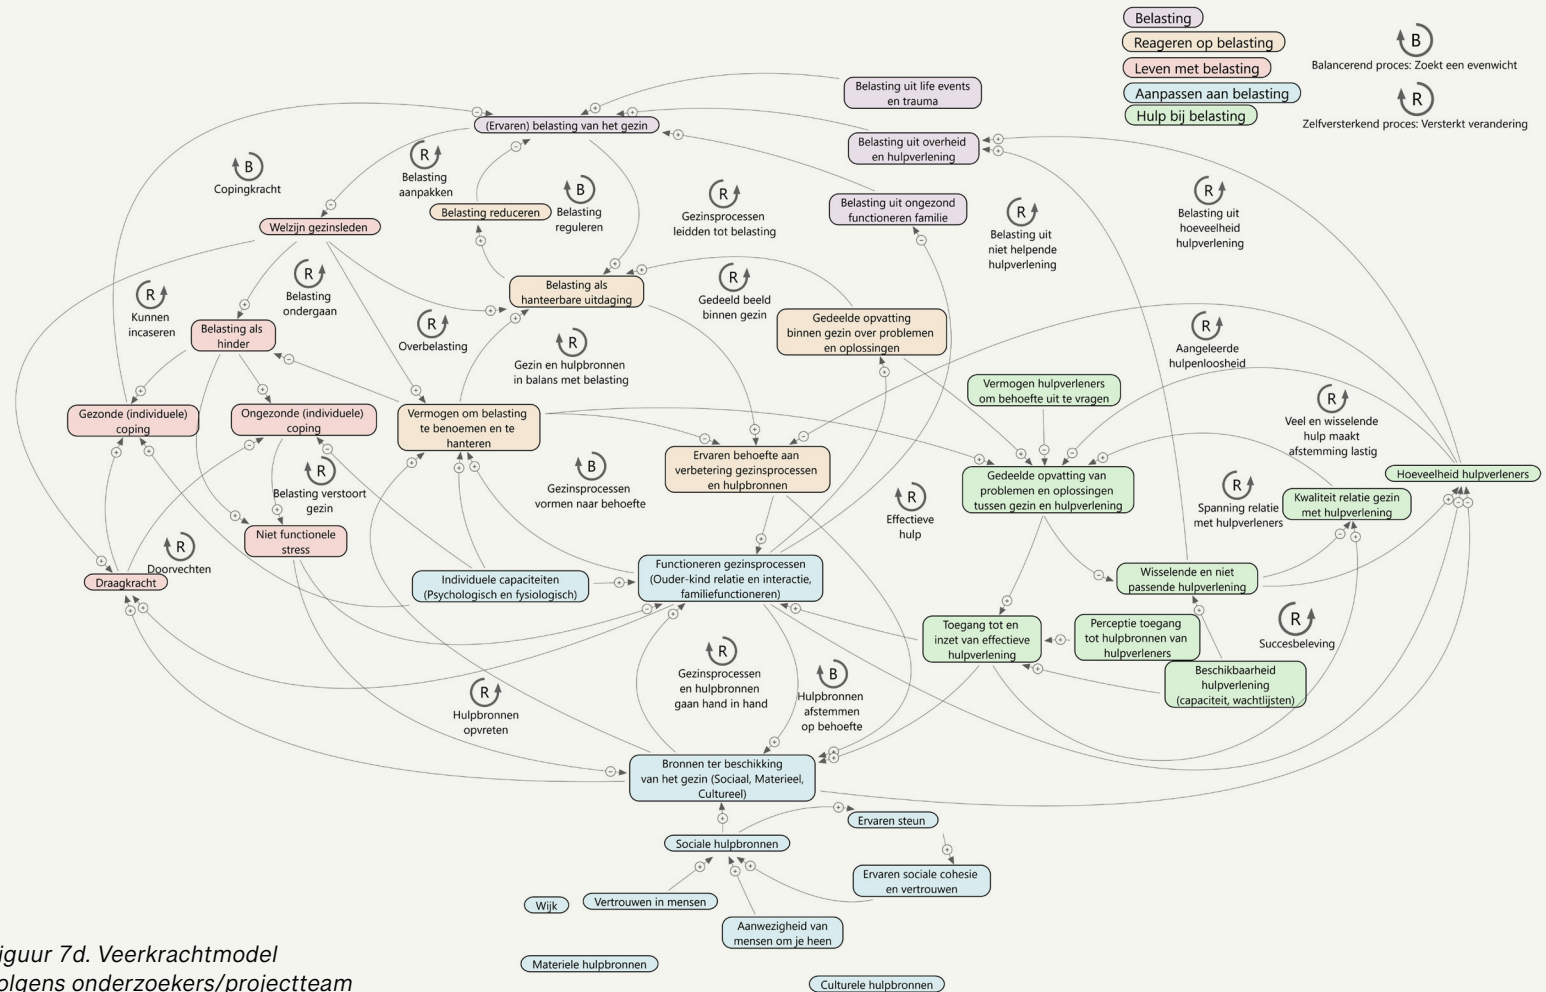 Belasting
Reageren op belasting
Leven met belasting
Aanpassen aan belasting
Hulp bij belasting
B
Balancerend proces: Zoekt een evenwicht
R
Zelfversterkend proces: Versterkt verandering
Belasting uit life events
en trauma
(Ervaren) belasting van het gezin
Belasting uit overheid
en hulpverlening
B
Copingkracht
R
Belasting
aanpakken
Belasting reduceren
B
Belasting
reguleren
R
Gezinsprocessen
leidden tot belasting
Belasting uit ongezond
functioneren familie
R
Belasting uit
niet helpende
hulpverlening
R
Belasting uit
hoeveelheid
hulpverlening
Welzijn gezinsleden
R
Kunnen
incaseren
R
Belasting
ondergaan
Belasting als
hanteerbare uitdaging
R
Gedeeld beeld
binnen gezin
Gedeelde opvatting
binnen gezin over problemen
en oplossingen
R
Aangeleerde
hulpenloosheid
Belasting als
hinder
R
Overbelasting
R
Gezin en hulpbronnen
in balans met belasting
Vermogen hulpverleners
om behoefte uit te vragen
R
Veel en wisselende
hulp maakt
afstemming lastig
Gezonde (individuele)
coping
Ongezonde (individuele)
coping
Vermogen om belasting
te benoemen en te
hanteren
Ervaren behoefte aan
verbetering gezinsprocessen
en hulpbronnen
Gedeelde opvatting van
problemen en oplossingen
tussen gezin en hulpverlening
Hoeveelheid hulpverleners
R
Belasting verstoort
gezin
B
Gezinsprocessen
vormen naar behoefte
R
Effectieve
hulp
R
Spanning relatie
met hulpverleners
Kwaliteit relatie gezin
met hulpverlening
Niet functionele
stress
R
Doorvechten
Draagkracht
Individuele capaciteiten
(Psychologisch en fysiologisch)
Functioneren gezinsprocessen
(Ouder-kind relatie en interactie,
familiefunctioneren)
Wisselende en niet
passende hulpverlening
Toegang tot en
inzet van effectieve
hulpverlening
Perceptie toegang
tot hulpbronnen van
hulpverleners
R
Succesbeleving
Beschikbaarheid
hulpverlening
(capaciteit, wachtlijsten)
R
Hulpbronnen
opvreten
R
Gezinsprocessen
en hulpbronnen
gaan hand in hand
B
Hulpbronnen
afstemmen
op behoefte
Bronnen ter beschikking
van het gezin (Sociaal, Materieel,
Cultureel)
Ervaren steun
Sociale hulpbronnen
Ervaren sociale cohesie
en vertrouwen
Wijk
Vertrouwen in mensen
Aanwezigheid van
mensen om je heen
Materiele hulpbronnen
Culturele hulpbronnen
iguur 7d. Veerkrachtmodel
olgens onderzoekers/projectteam